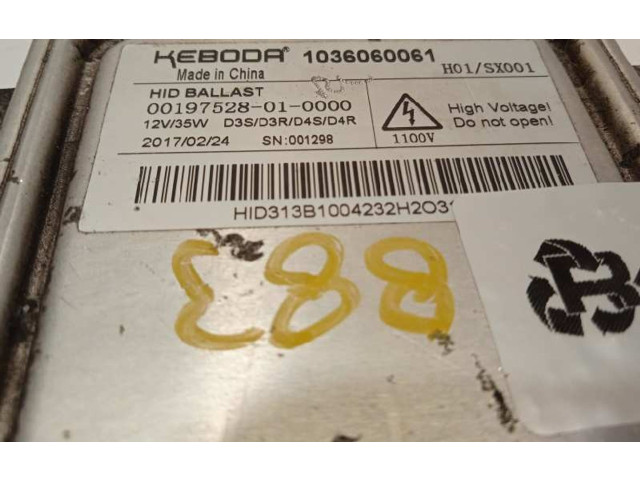 KEBODA 1036060061
Made in China
H01/SX001
HID BALLAST
00197528-01-0000
12V/35W D3S/D3R/D4S/D4R
2017/02/24 SN:001298
1100V
High Voltage!
Do not open!